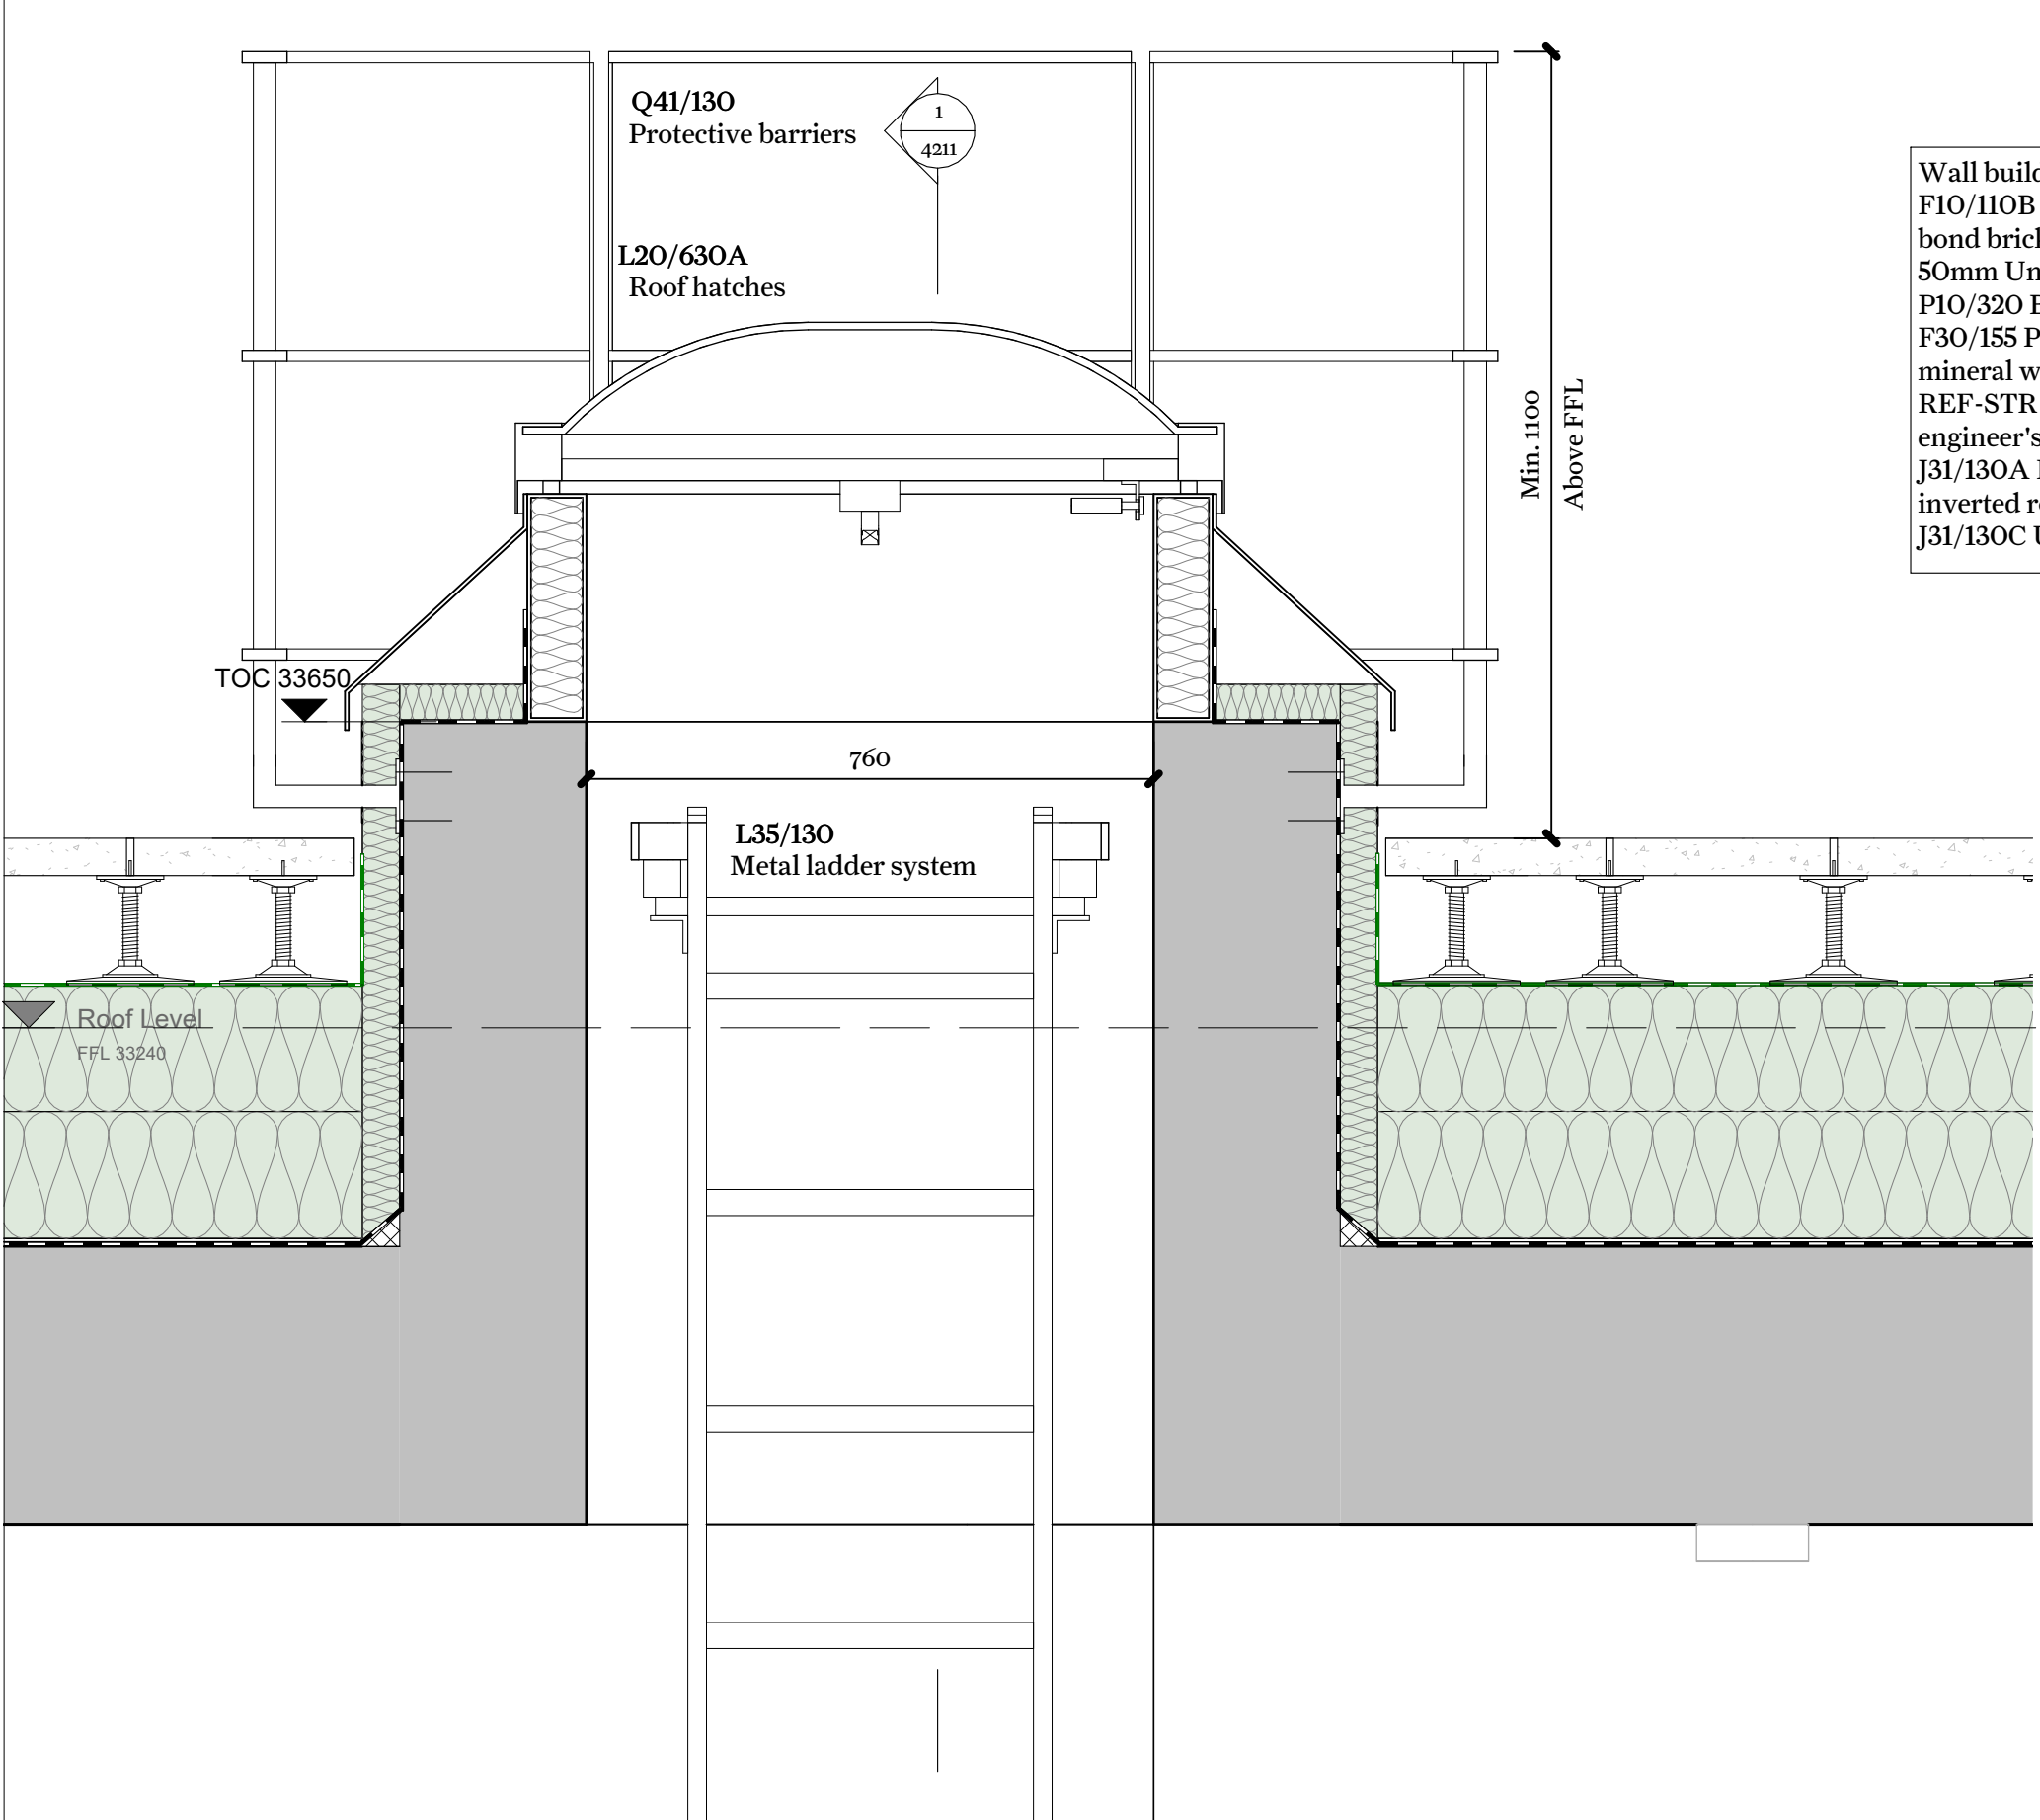 Q41/130
Protective barriers
1
4211
L20/630A
Roof hatches
Min. 1100
Above FFL
Wall build
F10/110B
bond brick
50mm Un
P10/320
F30/155 P
mineral w
REF-STR
engineer's
J31/130A
inverted r
J31/130C U
TOC 33650
760
L35/130
Metal ladder system
Roof Level
FFL 33240